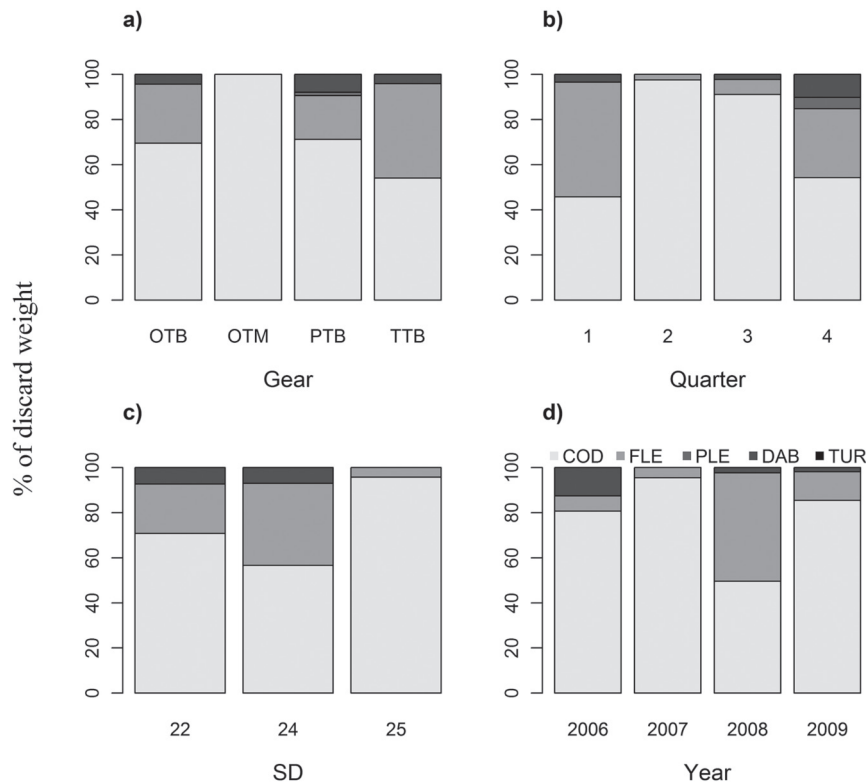 a)
b)
100
80
60
40
20
0
OTB OTM PTB TTB
Gear
100
80
60
40
20
0
1 2 3 4
Quarter
% of discard weight
c)
d)
100
80
60
40
20
0
22 24 25
SD
COD FLE PLE DAB TUR
100
80
60
40
20
0
2006 2007 2008 2009
Year